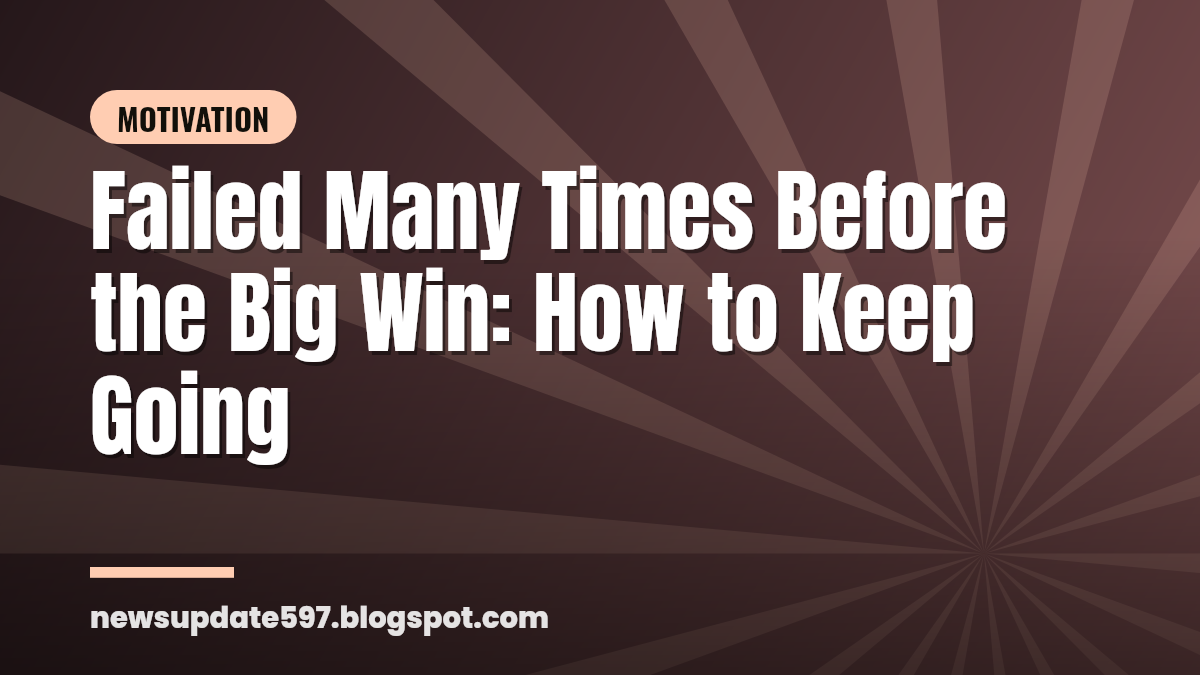 MOTIVATION
Failed Many Times Before
the Big Win: How to Keep
Going
newsupdate597.blogspot.com